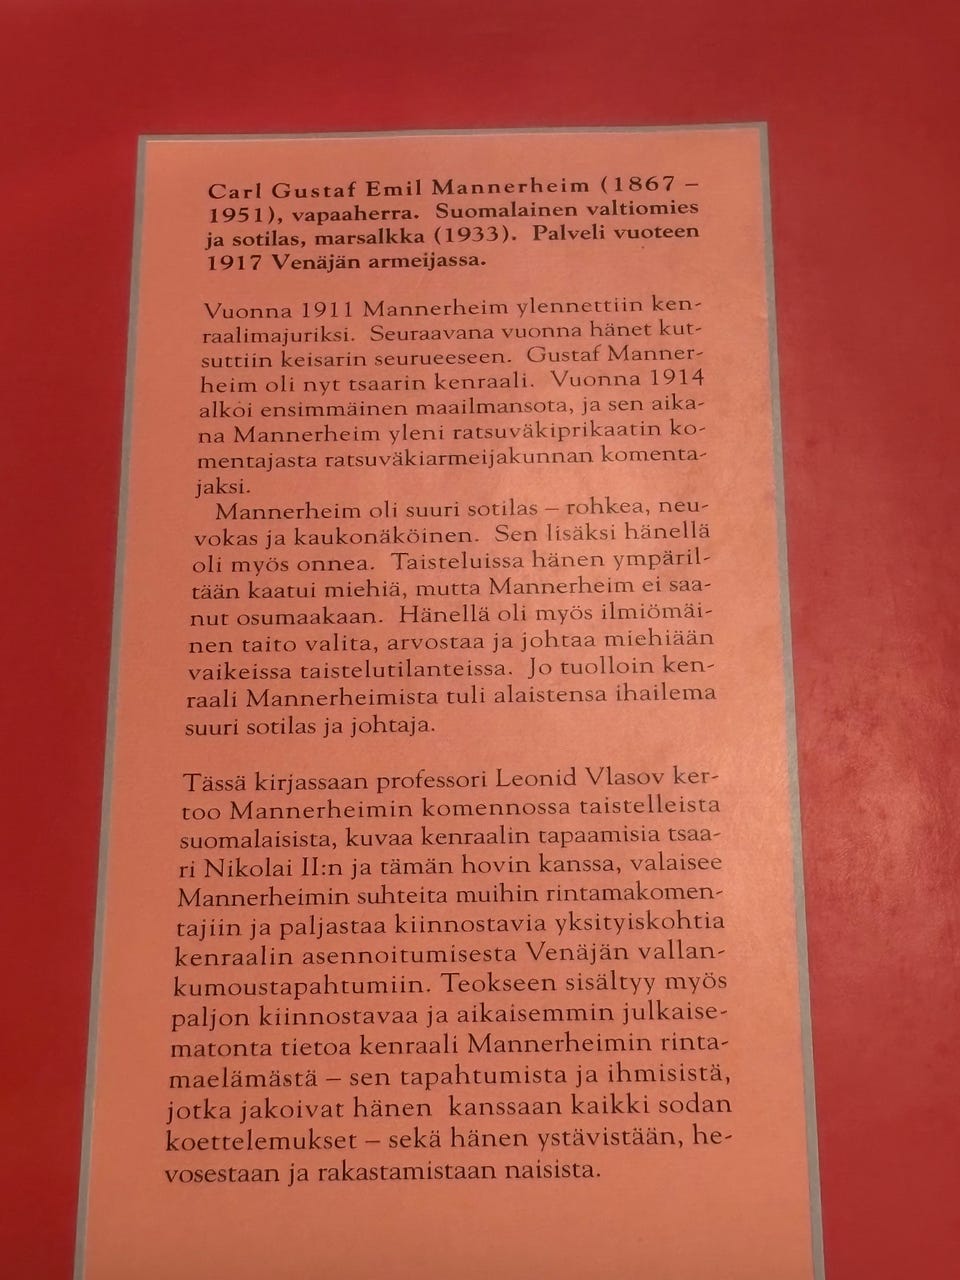 Carl Gustaf Emil Mannerheim (1867 –
1951), vapaaherra. Suomalainen valtiomies
ja sotilas, marsalkka (1933). Palveli vuoteen
1917 Venäjän armeijassa.
Vuonna 1911 Mannerheim ylennettiin ken-
raalimajuriksi. Seuraavana vuonna hänet kut-
suttiin keisarin seurueeseen. Gustaf Manner-
heim oli nyt tsaarin kenraali. Vuonna 1914
alkoi ensimmäinen maailmansota, ja sen aika-
na Mannerheim yleni ratsuväkiprikaatin ko-
mentajasta ratsuväkiarmeijakunnan komenta-
jaksi.
Mannerheim oli suuri sotilas – rohkea, neu-
vokas ja kaukonäköinen. Sen lisäksi hänellä
oli myös onnea. Taisteluissa hänen ympäril-
tään kaatui miehiä, mutta Mannerheim ei saa-
nut osumaakaan. Hänellä oli myös ilmiömäi-
nen taito valita, arvostaa ja johtaa miehiään
vaikeissa taistelutilanteissa. Jo tuolloin ken-
raali Mannerheimista tuli alaistensa ihailema
suuri sotilas ja johtaja.
Tässä kirjassaan professori Leonid Vlasov ker-
too Mannerheimin komennossa taistelleista
suomalaisista, kuvaa kenraalin tapaamisia tsaa-
ri Nikolai II:n ja tämän hovin kanssa, valaisee
Mannerheimin suhteita muihin rintamakomen-
tajiin ja paljastaa kiinnostavia yksityiskohtia
kenraalin asennoitumisesta Venäjän vallan-
kumoustapahtumiin. Teokseen sisältyy myös
paljon kiinnostavaa ja aikaisemmin julkaise-
matonta tietoa kenraali Mannerheimin rinta-
maelämästä – sen tapahtumista ja ihmisistä,
jotka jakoivat hänen kanssaan kaikki sodan
koettelemukset – sekä hänen ystävistään, he-
vosestaan ja rakastamistaan naisista.